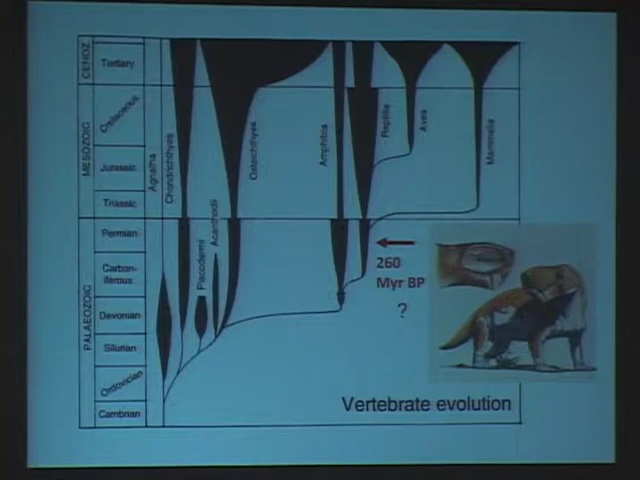 CENOZ.
Tertiary
MESOZOIC
Cretaceous
Jurassic
Triassic
PALAEOZOIC
Permian
Carbon-
iferous
Devonian
Silurian
Ordovician
Cambrian
Agnatha
Chondrichthyes
Placodermi
Acanthodii
Osteichthyes
Amphibia
Reptilia
Aves
Mammalia
260
Myr BP
?
Vertebrate evolution